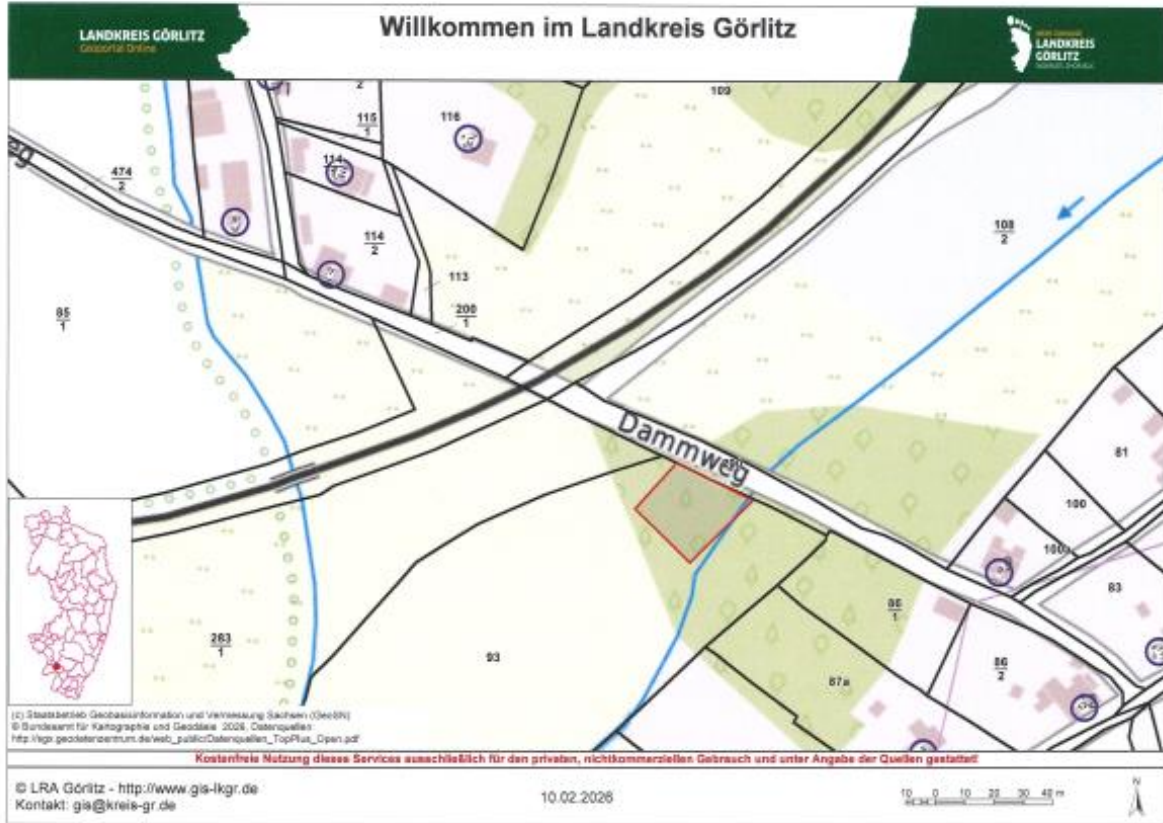 LANDKREIS GÖRLITZ
Geoportal Online
Willkommen im Landkreis Görlitz
LANDKREIS
GÖRLITZ
474
2
115
1
116
109
114
2
113
200
1
108
2
85
1
Dammweg
81
100
83
86
1
86
2
87a
93
283
1
(c) Staatsbetrieb Geobasisinformation und Vermessung Sachsen (GeoSN)
© Bundesamt für Kartographie und Geodäsie 2026, Datenquellen:
http://sgx.geodatenzentrum.de/web_public/Datenquellen_TopPlus_Open.pdf
Kostenfreie Nutzung dieses Services ausschließlich für den privaten, nichtkommerziellen Gebrauch und unter Angabe der Quellen gestattet!
© LRA Görlitz - http://www.gis-lkgr.de
Kontakt: gis@kreis-gr.de
10.02.2026
10 0 10 20 30 40 m
N